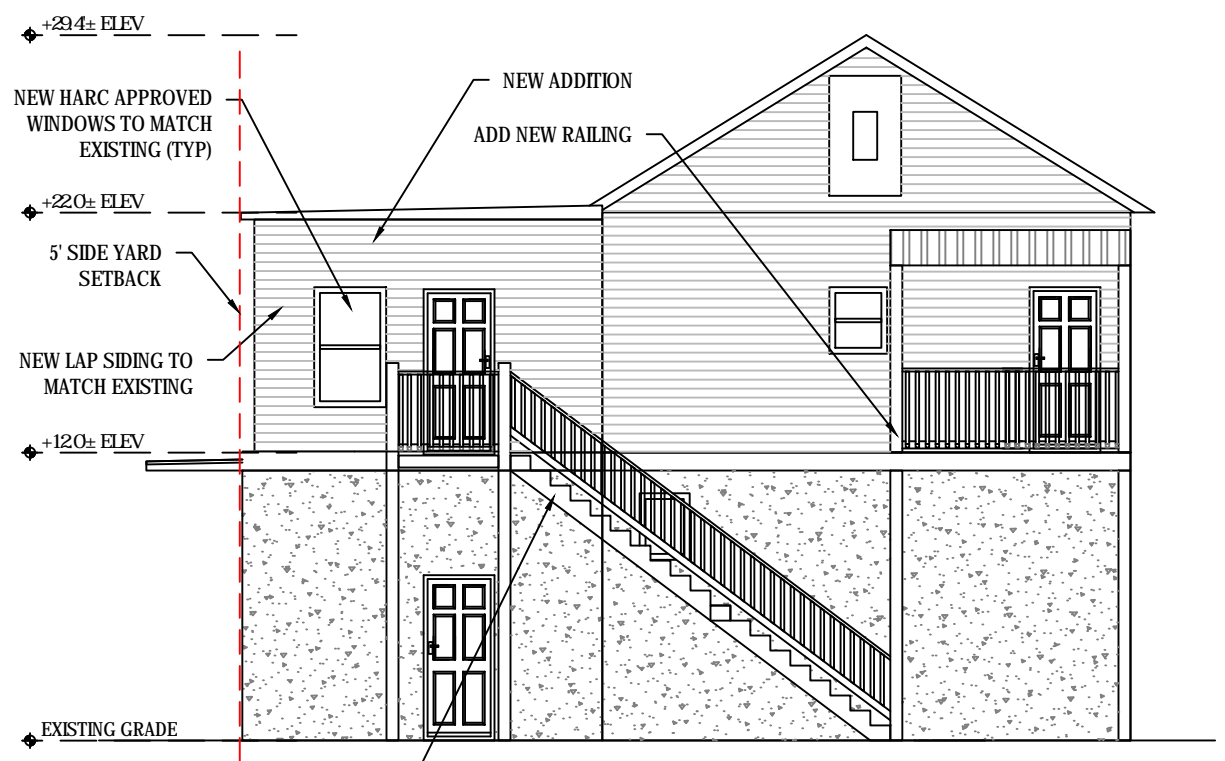 +29.4± ELEV
NEW HARC APPROVED
WINDOWS TO MATCH
EXISTING (TYP)
NEW ADDITION
ADD NEW RAILING
+22.0± ELEV
5' SIDE YARD
SETBACK
NEW LAP SIDING TO
MATCH EXISTING
+12.0± ELEV
EXISTING GRADE